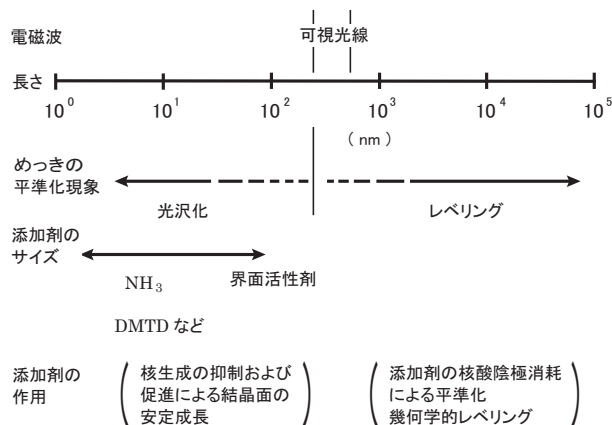 電磁波
可視光線
長さ
10⁰ 10¹ 10² 10³ 10⁴ 10⁵
( nm )
めっきの
平準化現象
光沢化
レベリング
添加剤の
サイズ
NH₃
界面活性剤
DMTD など
添加剤の
作用
核生成の抑制および
促進による結晶面の
安定成長
添加剤の核酸陰極消耗
による平準化
幾何学的レベリング